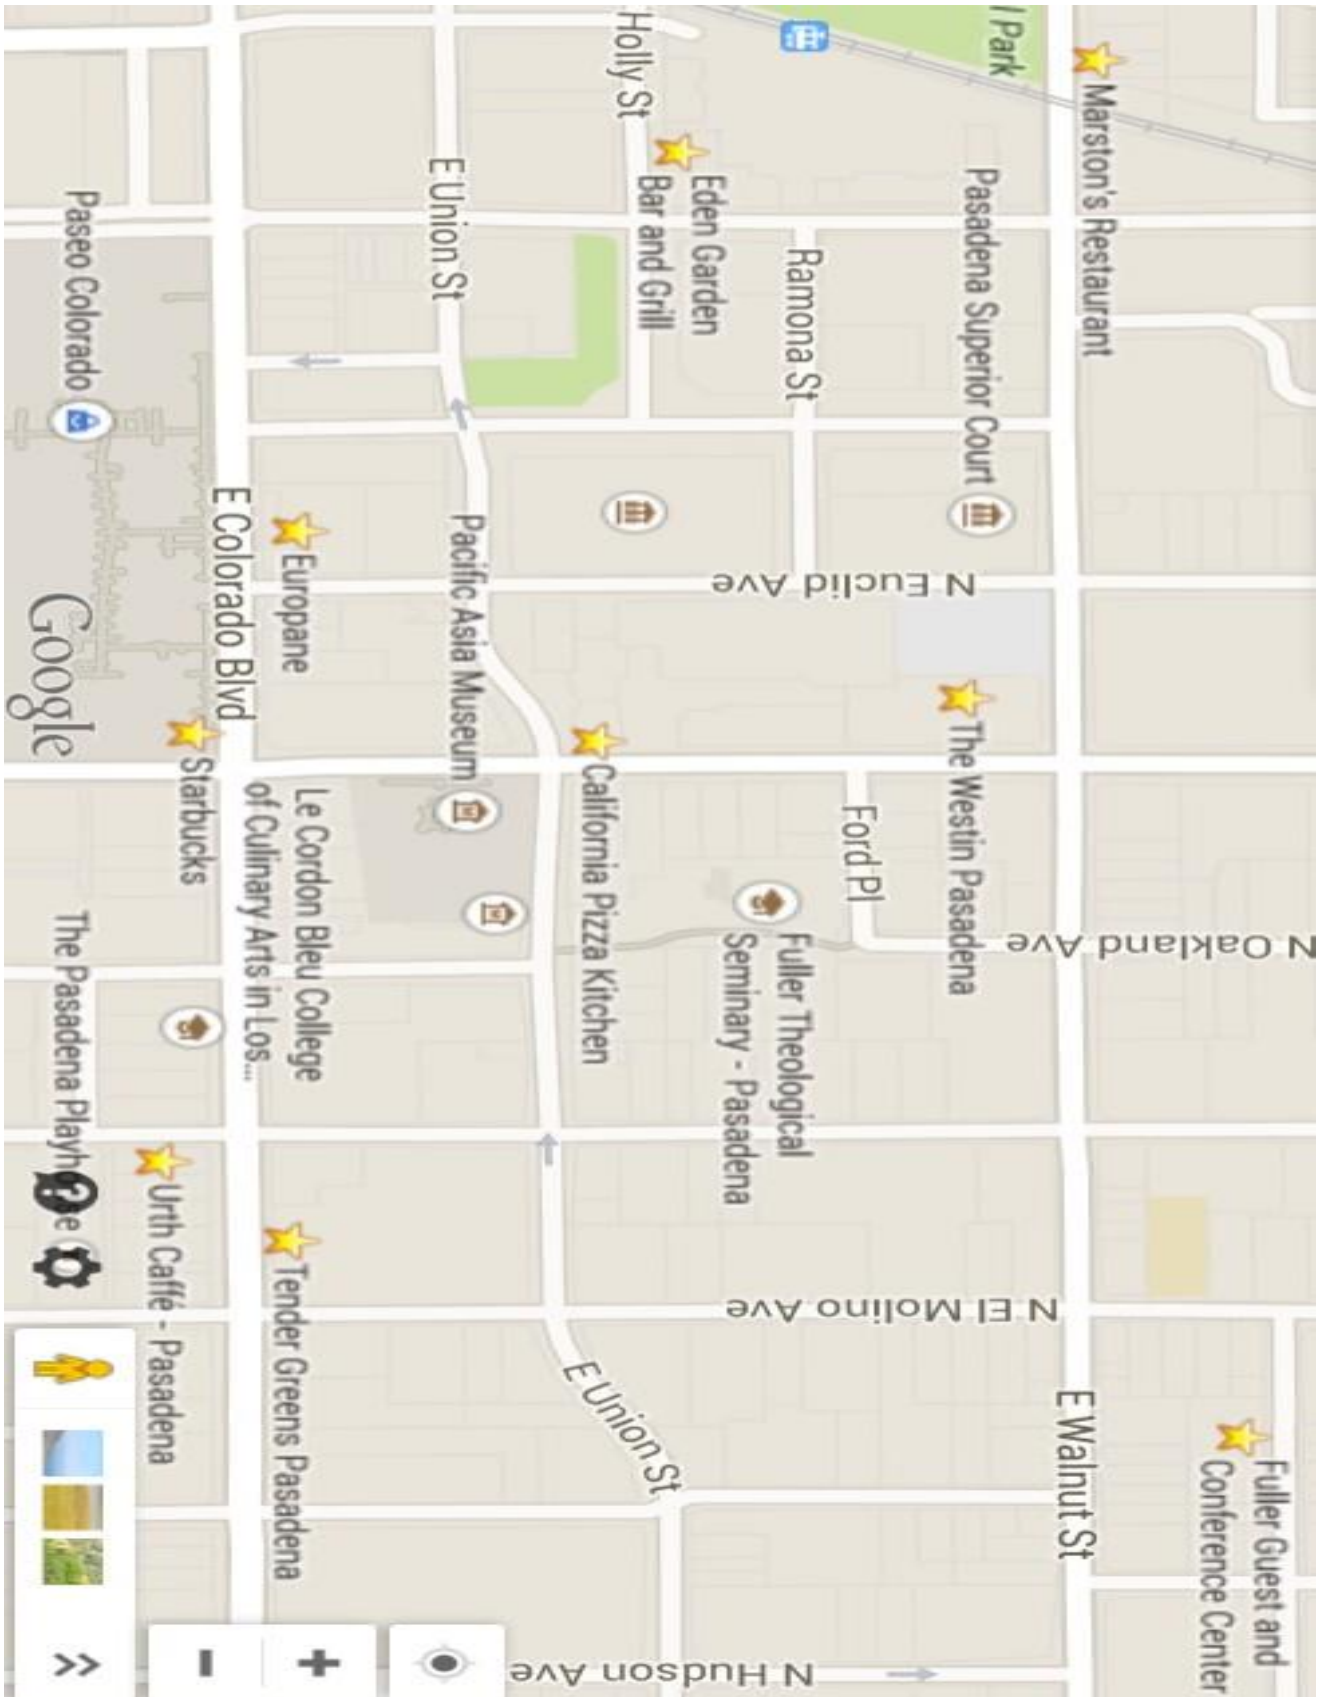 Fuller Guest and
Conference Center
N Oakland Ave
Marston's Restaurant
E Walnut St
l Park
Pasadena Superior Court
The Westin Pasadena
N Euclid Ave
N El Molino Ave
Ford Pl
Ramona St
Fuller Theological
Seminary - Pasadena
Eden Garden
Bar and Grill
Holly St
N Hudson Ave
E Union St
California Pizza Kitchen
Pacific Asia Museum
E Union St
Le Cordon Bleu College
of Culinary Arts in Los...
Europane
Tender Greens Pasadena
E Colorado Blvd
Starbucks
Urth Caffé - Pasadena
Paseo Colorado
The Pasadena Playhouse
Google